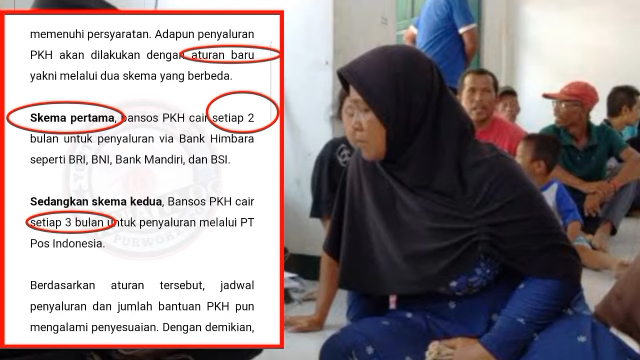 memenuhi persyaratan. Adapun penyaluran
PKH akan dilakukan dengan aturan baru
yakni melalui dua skema yang berbeda.
Skema pertama, bansos PKH cair setiap 2
bulan untuk penyaluran via Bank Himbara
seperti BRI, BNI, Bank Mandiri, dan BSI.
Sedangkan skema kedua, Bansos PKH cair
setiap 3 bulan untuk penyaluran melalui PT
Pos Indonesia.
Berdasarkan aturan tersebut, jadwal
penyaluran dan jumlah bantuan PKH pun
mengalami penyesuaian. Dengan demikian,